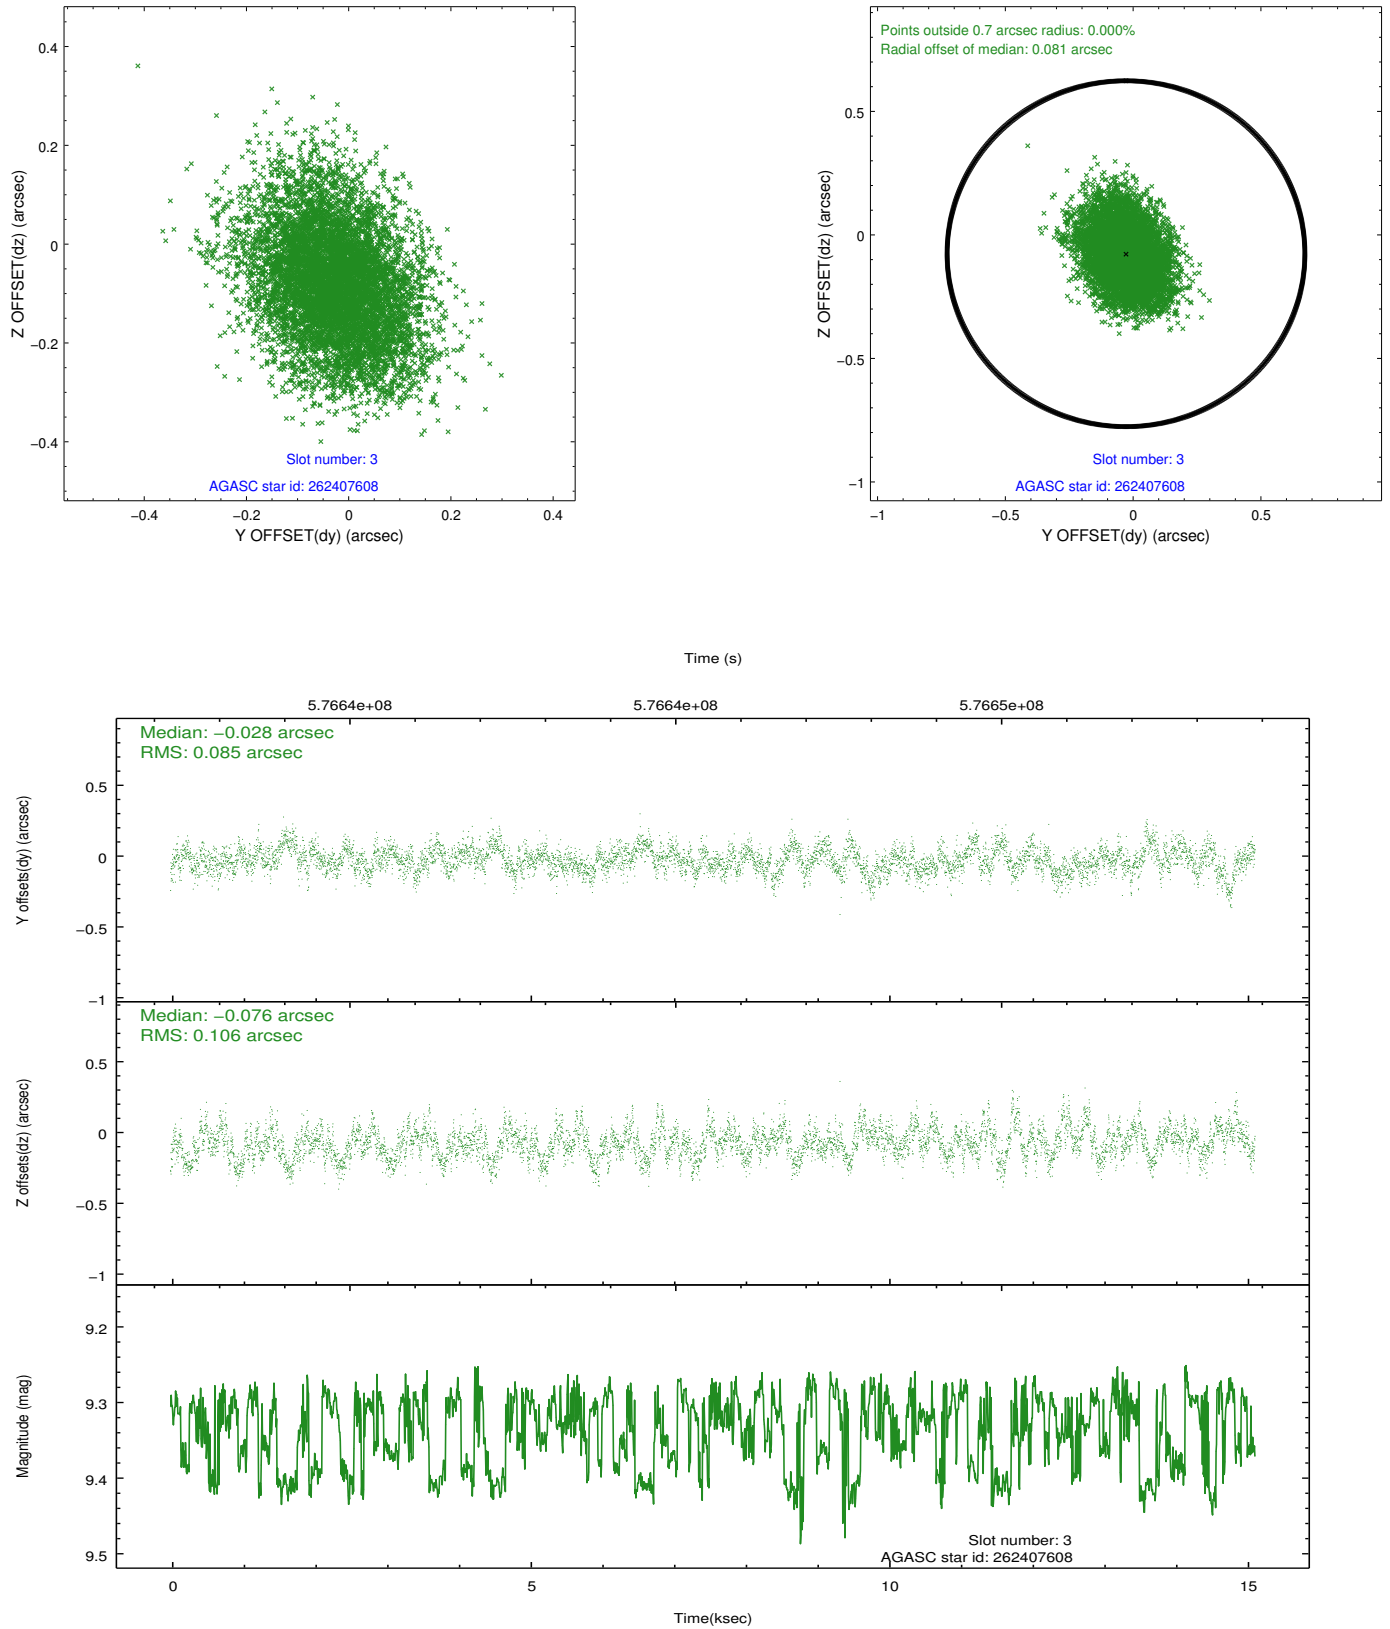 0.4
0.2
0
−0.2
−0.4
Z OFFSET(dz) (arcsec)
Slot number: 3
AGASC star id: 262407608
−0.4 −0.2 0 0.2 0.4
Y OFFSET(dy) (arcsec)
Points outside 0.7 arcsec radius: 0.000%
Radial offset of median: 0.081 arcsec
0.5
0
−0.5
−1
Z OFFSET(dz) (arcsec)
Slot number: 3
AGASC star id: 262407608
−1 −0.5 0 0.5
Y OFFSET(dy) (arcsec)
Time (s)
5.7664e+08 5.7664e+08 5.7665e+08
Median: −0.028 arcsec
RMS: 0.085 arcsec
0.5
0
−0.5
−1
Y offsets(dy) (arcsec)
Median: −0.076 arcsec
RMS: 0.106 arcsec
0.5
0
−0.5
−1
Z offsets(dz) (arcsec)
9.2
9.3
9.4
9.5
Magnitude (mag)
Slot number: 3
AGASC star id: 262407608
0 5 10 15
Time(ksec)